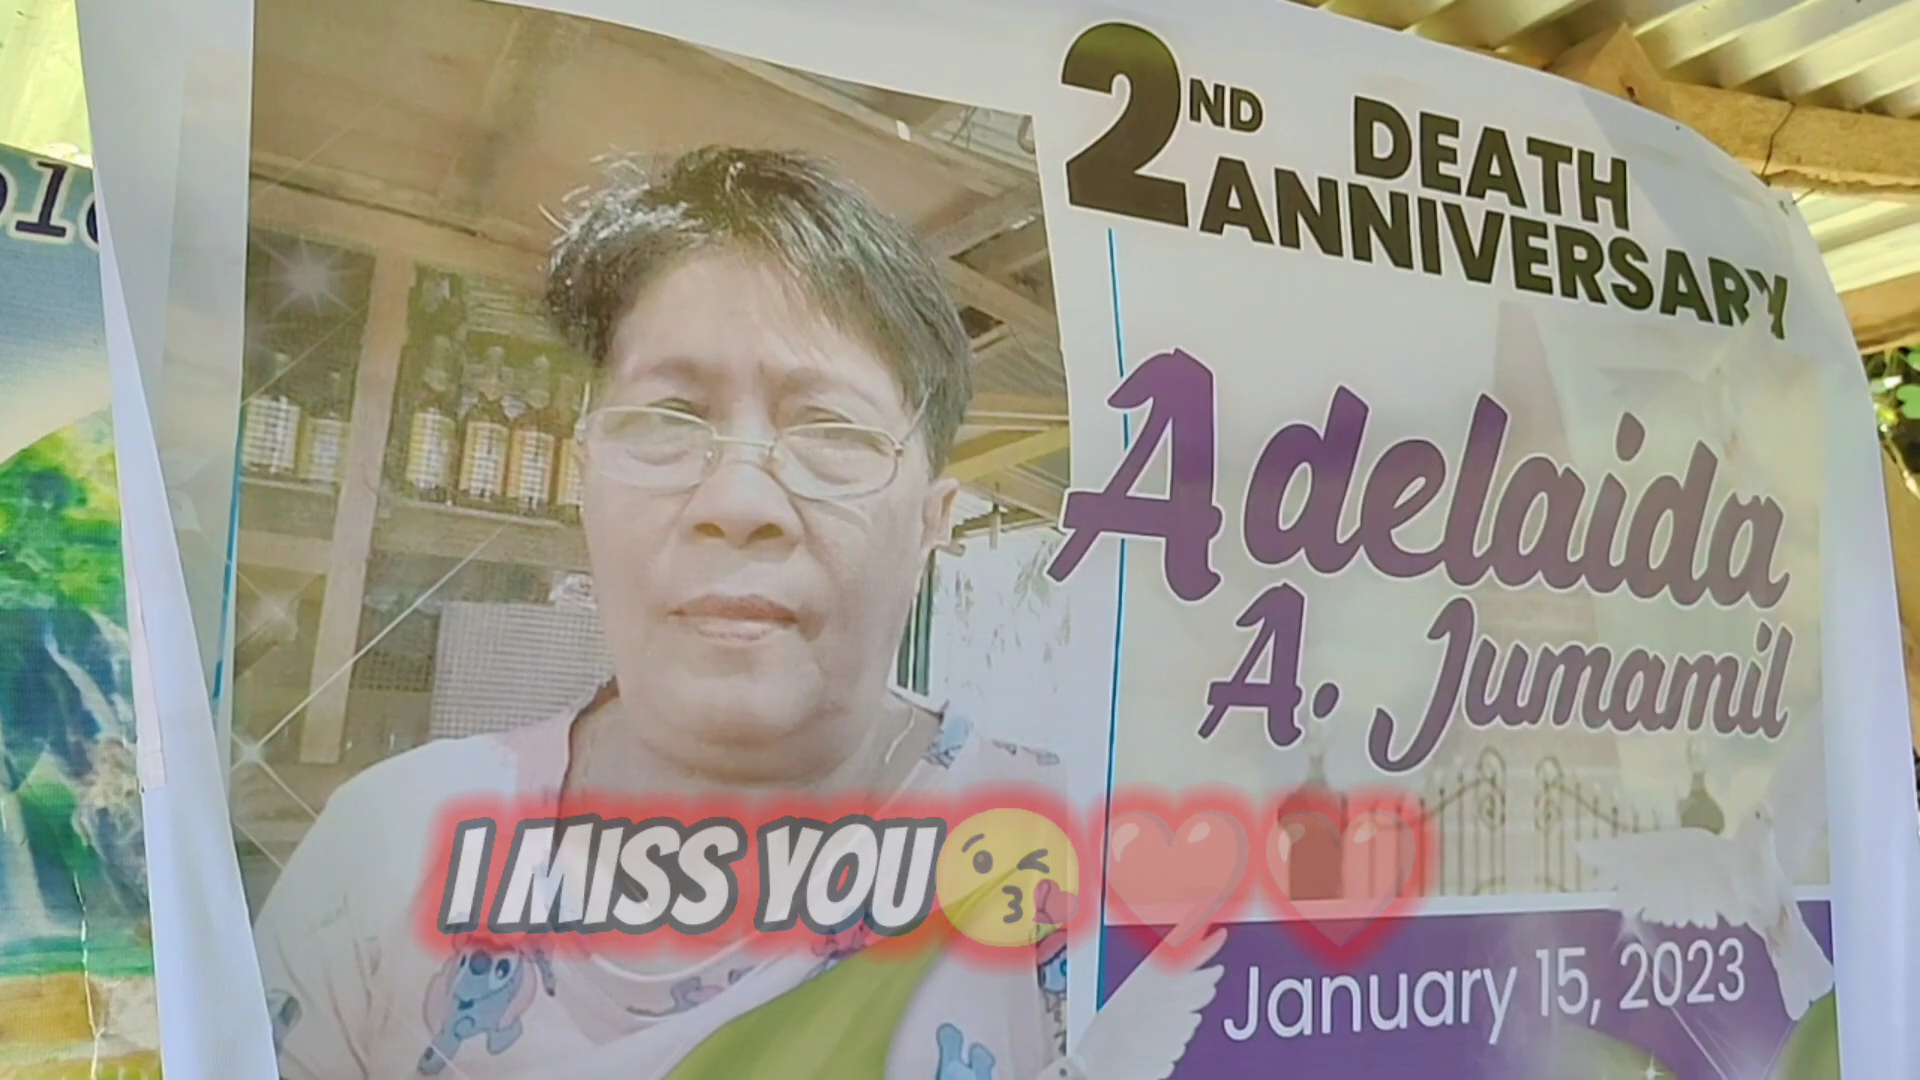 2ND DEATH
ANNIVERSARY
Adelaida
A. Jumamil
I MISS YOU😘❤️❤️
January 15, 2023